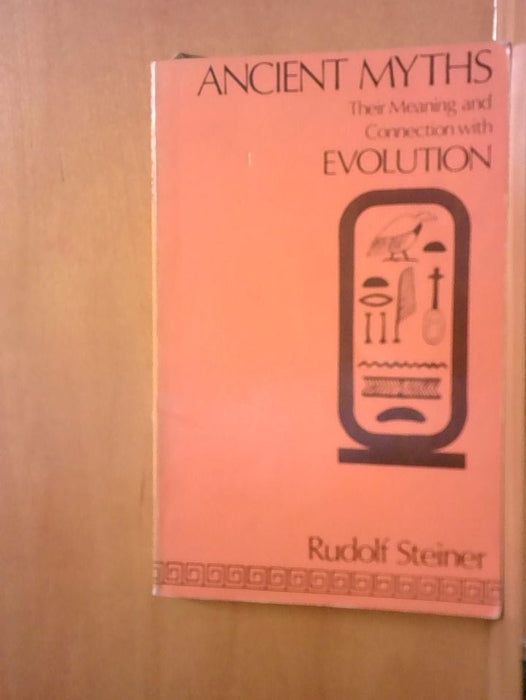 ANCIENT MYTHS
Their Meaning and
Connection with
EVOLUTION
Rudolf Steiner